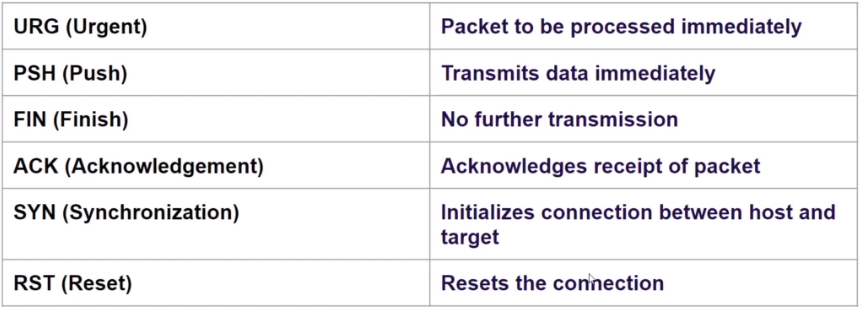 URG (Urgent) Packet to be processed immediately
PSH (Push) Transmits data immediately
FIN (Finish) No further transmission
ACK (Acknowledgement) Acknowledges receipt of packet
SYN (Synchronization) Initializes connection between host and
target
RST (Reset) Resets the connection